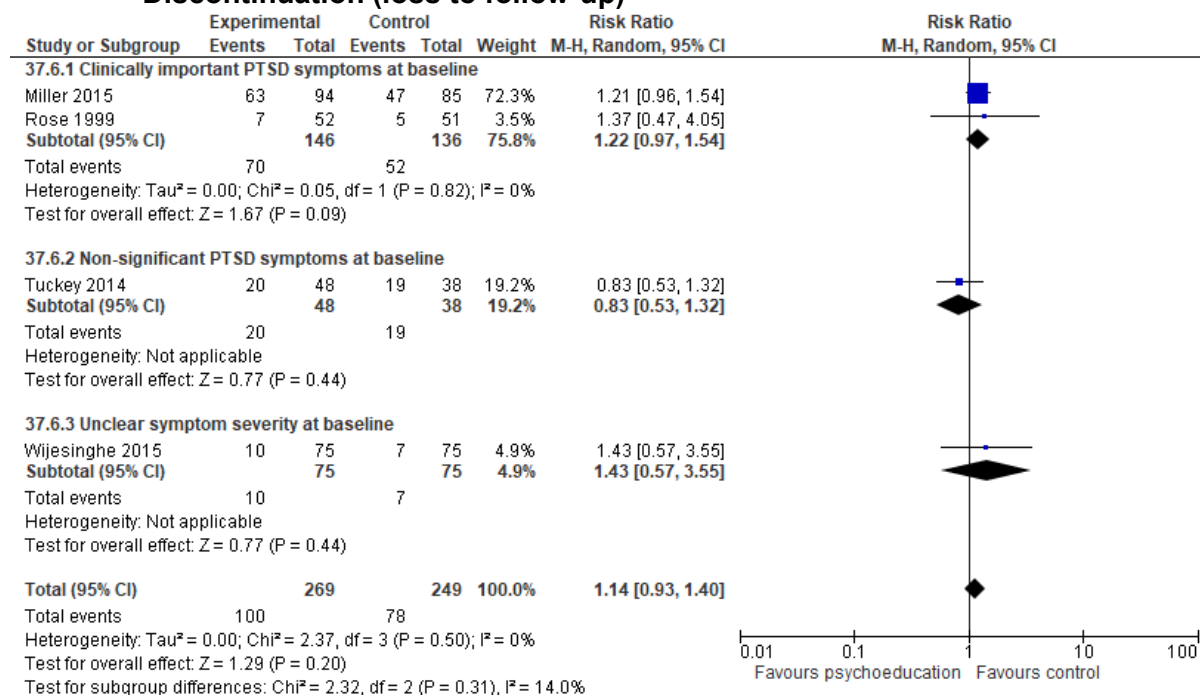 Discontinuation (loss to follow-up)
Experimental Control Risk Ratio Risk Ratio
Study or Subgroup Events Total Events Total Weight M-H, Random, 95% CI M-H, Random, 95% CI
37.6.1 Clinically important PTSD symptoms at baseline
Miller 2015 63 94 47 85 72.3% 1.21 [0.96, 1.54]
Rose 1999 7 52 5 51 3.5% 1.37 [0.47, 4.05]
Subtotal (95% CI) 146 136 75.8% 1.22 [0.97, 1.54]
Total events 70 52
Heterogeneity: Tau² = 0.00; Chi² = 0.05, df = 1 (P = 0.82); I² = 0%
Test for overall effect: Z = 1.67 (P = 0.09)
37.6.2 Non-significant PTSD symptoms at baseline
Tuckey 2014 20 48 19 38 19.2% 0.83 [0.53, 1.32]
Subtotal (95% CI) 48 38 19.2% 0.83 [0.53, 1.32]
Total events 20 19
Heterogeneity: Not applicable
Test for overall effect: Z = 0.77 (P = 0.44)
37.6.3 Unclear symptom severity at baseline
Wijesinghe 2015 10 75 7 75 4.9% 1.43 [0.57, 3.55]
Subtotal (95% CI) 75 75 4.9% 1.43 [0.57, 3.55]
Total events 10 7
Heterogeneity: Not applicable
Test for overall effect: Z = 0.77 (P = 0.44)
Total (95% CI) 269 249 100.0% 1.14 [0.93, 1.40]
Total events 100 78
Heterogeneity: Tau² = 0.00; Chi² = 2.37, df = 3 (P = 0.50); I² = 0%
Test for overall effect: Z = 1.29 (P = 0.20)
Test for subgroup differences: Chi² = 2.32, df = 2 (P = 0.31), I² = 14.0%
0.01 0.1 1 10 100
Favours psychoeducation Favours control